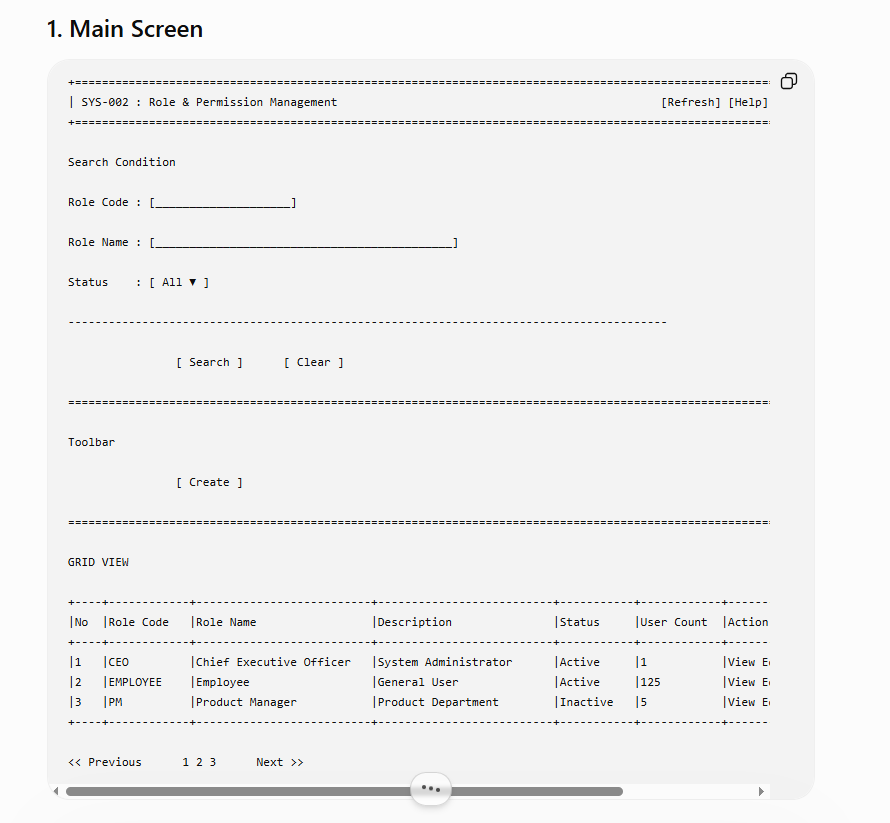 1. Main Screen
+=======================================================================================================
| SYS-002 : Role & Permission Management                                                [Refresh] [Help]
+=======================================================================================================
Search Condition
Role Code : [____________________]
Role Name : [____________________________________________]
Status    : [ All ▼ ]
-----------------------------------------------------------------------------------------
                [ Search ]      [ Clear ]
========================================================================================================
Toolbar
                [ Create ]
========================================================================================================
GRID VIEW
+----+------------+--------------------------+--------------------------+-----------+------------+------
|No  |Role Code   |Role Name                 |Description               |Status     |User Count  |Action
+----+------------+--------------------------+--------------------------+-----------+------------+------
|1   |CEO         |Chief Executive Officer   |System Administrator      |Active     |1           |View E
|2   |EMPLOYEE    |Employee                  |General User              |Active     |125         |View E
|3   |PM          |Product Manager           |Product Department        |Inactive   |5           |View E
+----+------------+--------------------------+--------------------------+-----------+------------+------
<< Previous      1 2 3      Next >>